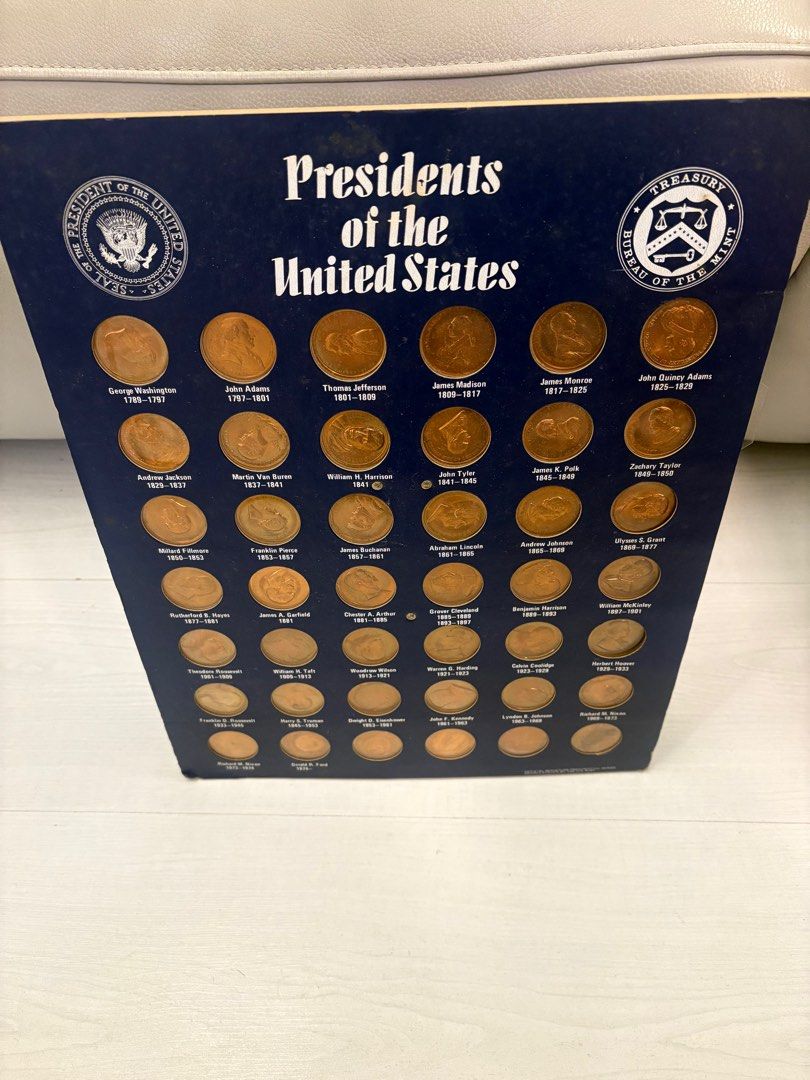 Presidents
of the
United States
SEAL OF THE PRESIDENT OF THE UNITED STATES
TREASURY
BUREAU OF THE MINT
George Washington
1789–1797
John Adams
1797–1801
Thomas Jefferson
1801–1809
James Madison
1809–1817
James Monroe
1817–1825
John Quincy Adams
1825–1829
Andrew Jackson
1829–1837
Martin Van Buren
1837–1841
William H. Harrison
1841
John Tyler
1841–1845
James K. Polk
1845–1849
Zachary Taylor
1849–1850
Millard Fillmore
1850–1853
Franklin Pierce
1853–1857
James Buchanan
1857–1861
Abraham Lincoln
1861–1865
Andrew Johnson
1865–1869
Ulysses S. Grant
1869–1877
Rutherford B. Hayes
1877–1881
James A. Garfield
1881
Chester A. Arthur
1881–1885
Grover Cleveland
1885–1889
1893–1897
Benjamin Harrison
1889–1893
William McKinley
1897–1901
Theodore Roosevelt
1901–1909
William H. Taft
1909–1913
Woodrow Wilson
1913–1921
Warren G. Harding
1921–1923
Calvin Coolidge
1923–1929
Herbert Hoover
1929–1933
Franklin D. Roosevelt
1933–1945
Harry S. Truman
1945–1953
Dwight D. Eisenhower
1953–1961
John F. Kennedy
1961–1963
Lyndon B. Johnson
1963–1969
Richard M. Nixon
1969–1973
Richard M. Nixon
1973–1974
Gerald R. Ford
1974–